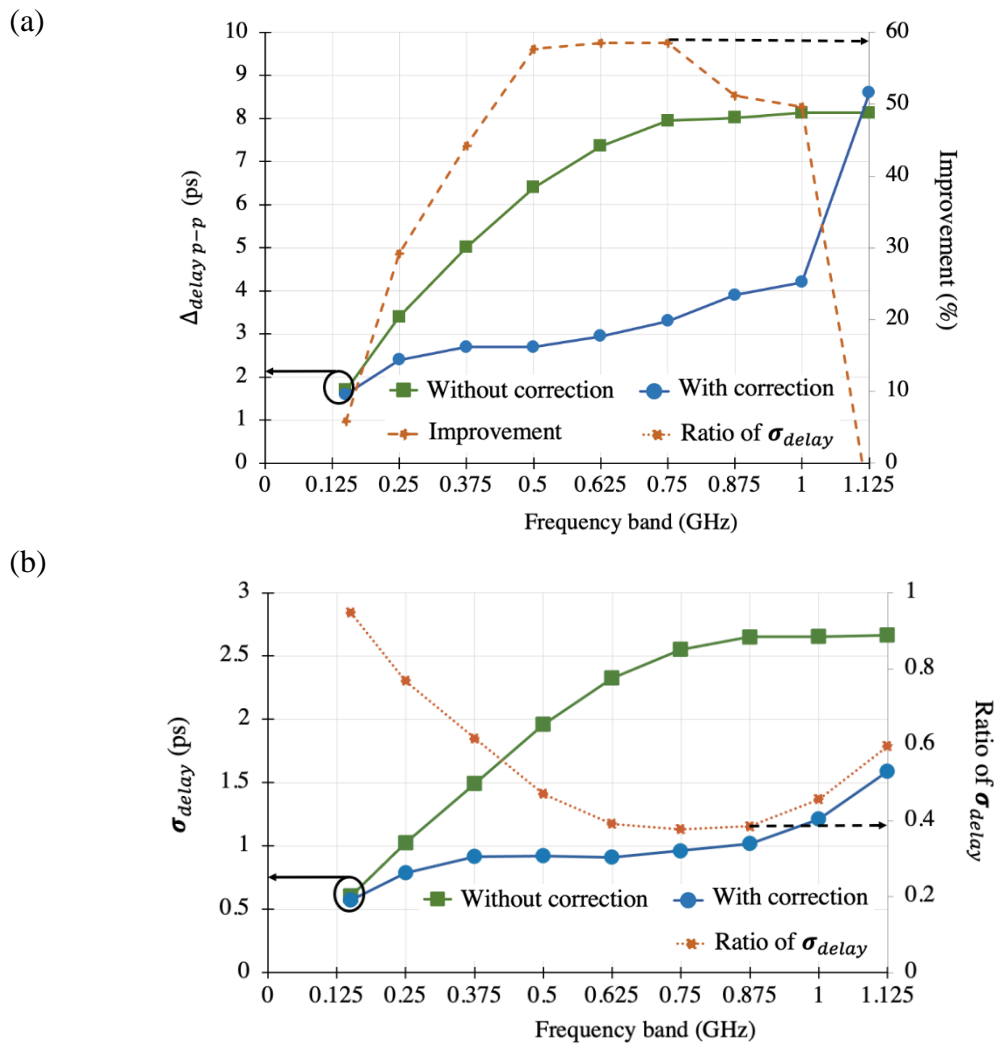 (a)
10
9
8
7
6
5
4
3
2
1
0
Δdelay p−p (ps)
60
50
40
30
20
10
0
Improvement (%)
Without correction
With correction
Improvement
Ratio of σdelay
0 0.125 0.25 0.375 0.5 0.625 0.75 0.875 1 1.125
Frequency band (GHz)
(b)
3
2.5
2
1.5
1
0.5
0
σdelay (ps)
1
0.8
0.6
0.4
0.2
0
Ratio of σdelay
Without correction
With correction
Ratio of σdelay
0 0.125 0.25 0.375 0.5 0.625 0.75 0.875 1 1.125
Frequency band (GHz)